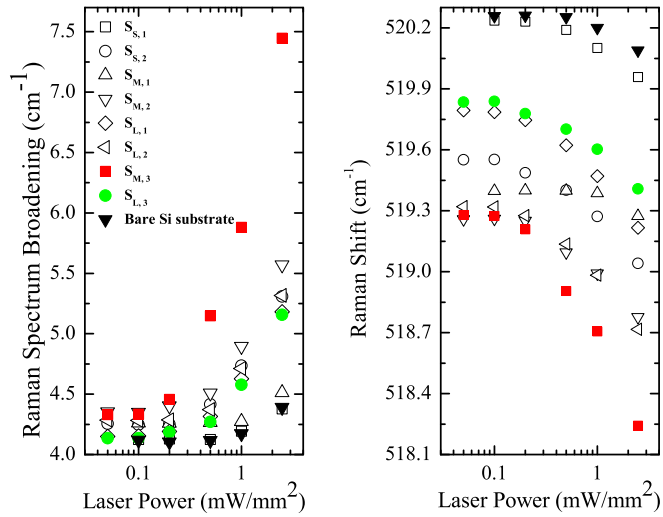 7.5
7.0
6.5
6.0
5.5
5.0
4.5
4.0
Raman Spectrum Broadening (cm⁻¹)
S_S, 1
S_S, 2
S_M, 1
S_M, 2
S_L, 1
S_L, 2
S_M, 3
S_L, 3
Bare Si substrate
0.1
1
Laser Power (mW/mm²)
520.2
519.9
519.6
519.3
519.0
518.7
518.4
518.1
Raman Shift (cm⁻¹)
0.1
1
Laser Power (mW/mm²)